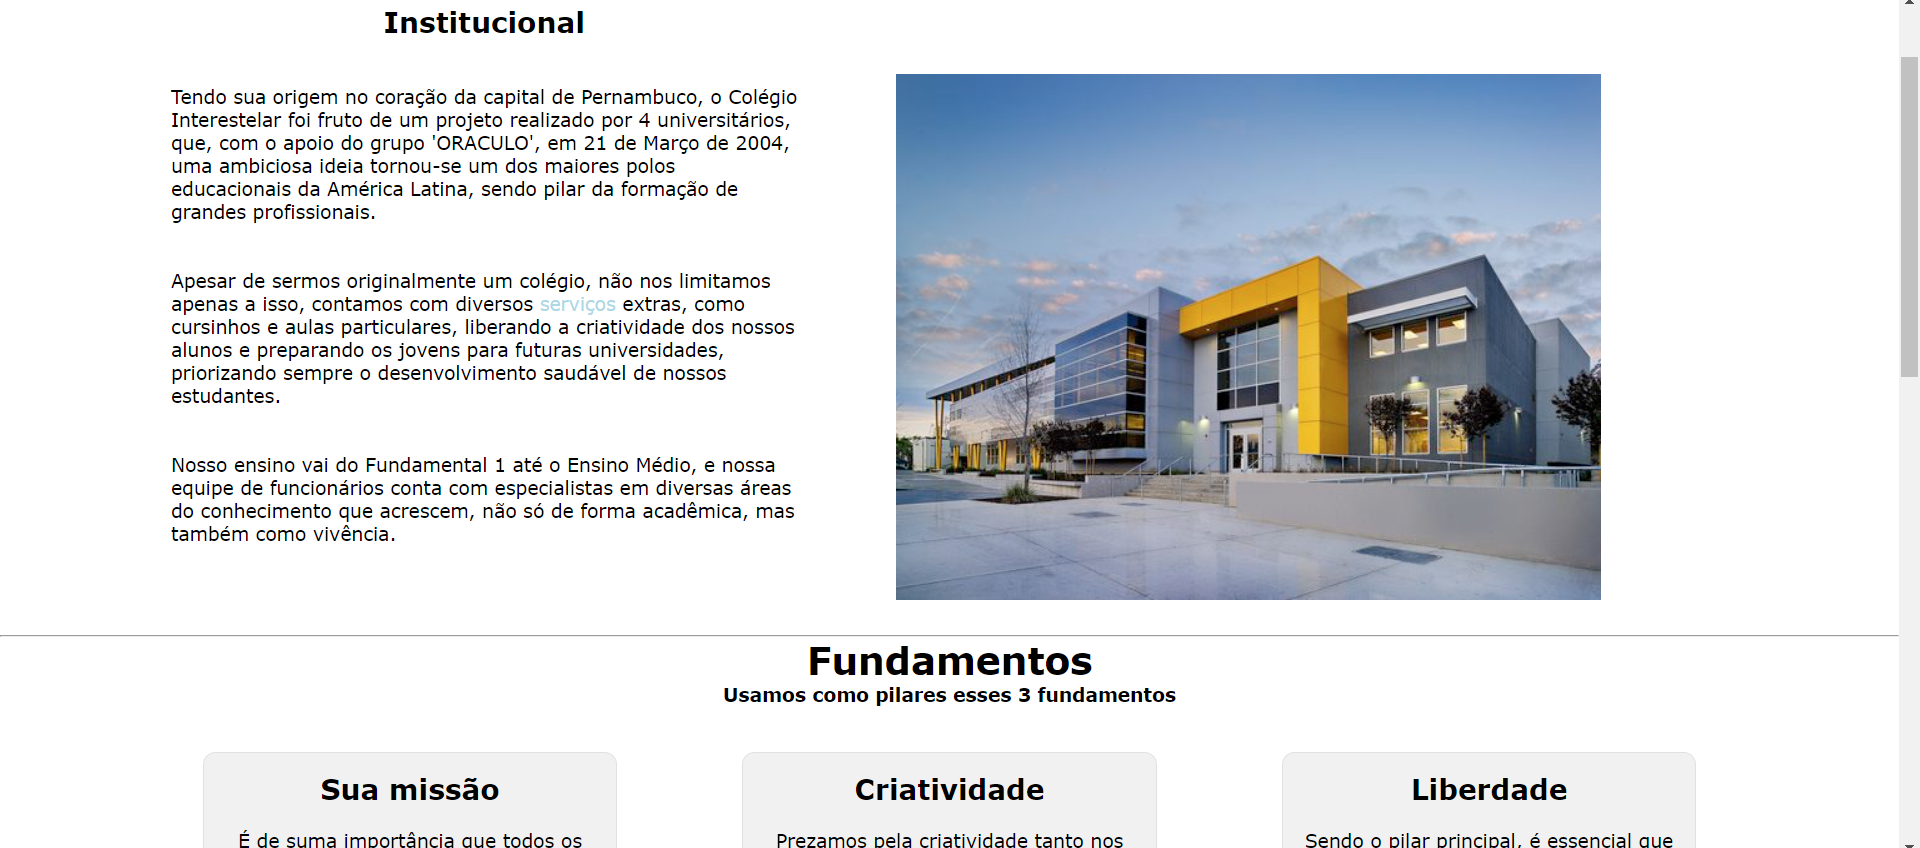 Institucional
Tendo sua origem no coração da capital de Pernambuco, o Colégio
Interestelar foi fruto de um projeto realizado por 4 universitários,
que, com o apoio do grupo 'ORACULO', em 21 de Março de 2004,
uma ambiciosa ideia tornou-se um dos maiores polos
educacionais da América Latina, sendo pilar da formação de
grandes profissionais.
Apesar de sermos originalmente um colégio, não nos limitamos
apenas a isso, contamos com diversos serviços extras, como
cursinhos e aulas particulares, liberando a criatividade dos nossos
alunos e preparando os jovens para futuras universidades,
priorizando sempre o desenvolvimento saudável de nossos
estudantes.
Nosso ensino vai do Fundamental 1 até o Ensino Médio, e nossa
equipe de funcionários conta com especialistas em diversas áreas
do conhecimento que acrescem, não só de forma acadêmica, mas
também como vivência.
Fundamentos
Usamos como pilares esses 3 fundamentos
Sua missão
É de suma importância que todos os
Criatividade
Prezamos pela criatividade tanto nos
Liberdade
Sendo o pilar principal, é essencial que